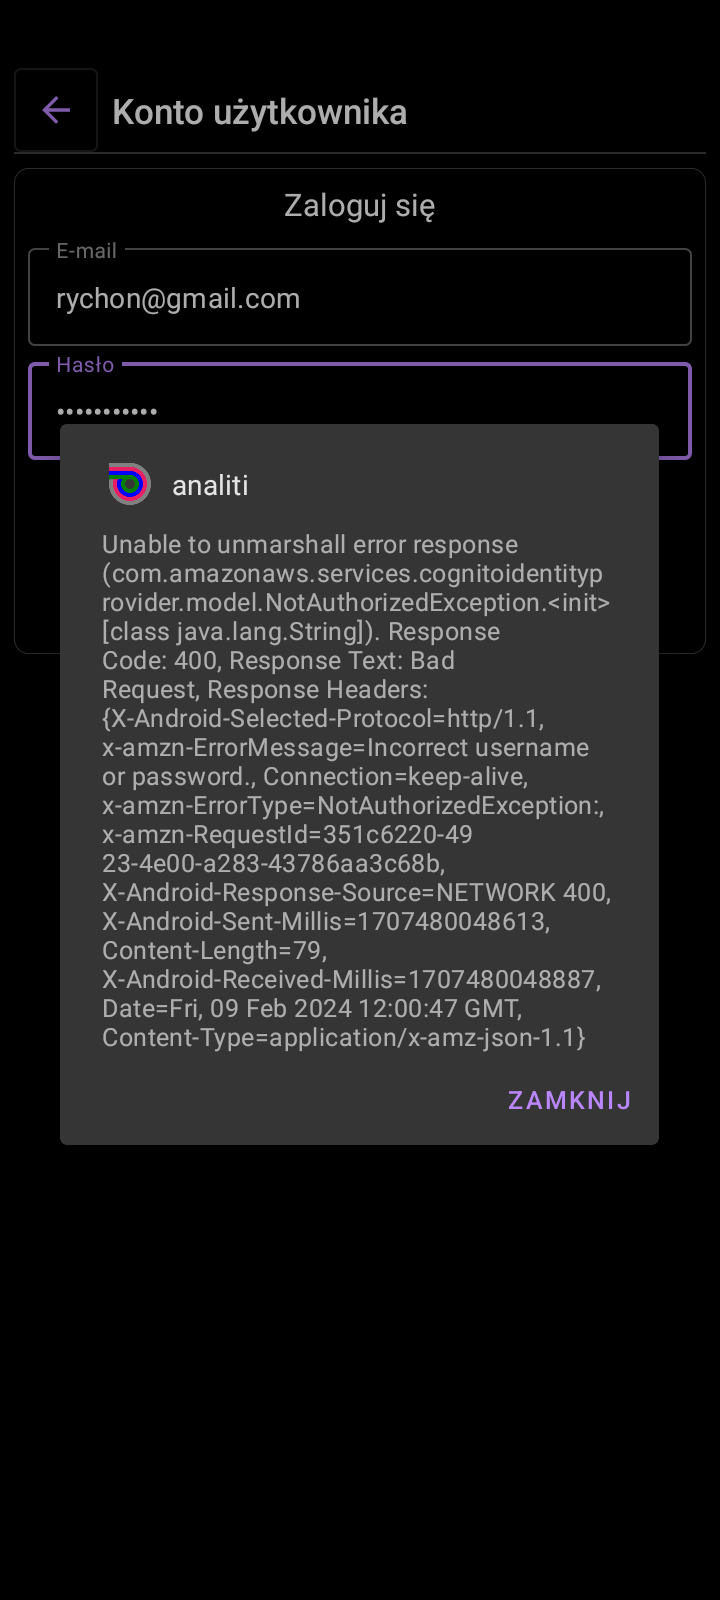 Konto użytkownika
Zaloguj się
E-mail
rychon@gmail.com
Hasło
•••••••••••
analiti
Unable to unmarshall error response
(com.amazonaws.services.cognitoidentityp
rovider.model.NotAuthorizedException.<init>
[class java.lang.String]). Response
Code: 400, Response Text: Bad
Request, Response Headers:
{X-Android-Selected-Protocol=http/1.1,
x-amzn-ErrorMessage=Incorrect username
or password., Connection=keep-alive,
x-amzn-ErrorType=NotAuthorizedException:,
x-amzn-RequestId=351c6220-49
23-4e00-a283-43786aa3c68b,
X-Android-Response-Source=NETWORK 400,
X-Android-Sent-Millis=1707480048613,
Content-Length=79,
X-Android-Received-Millis=1707480048887,
Date=Fri, 09 Feb 2024 12:00:47 GMT,
Content-Type=application/x-amz-json-1.1}
ZAMKNIJ